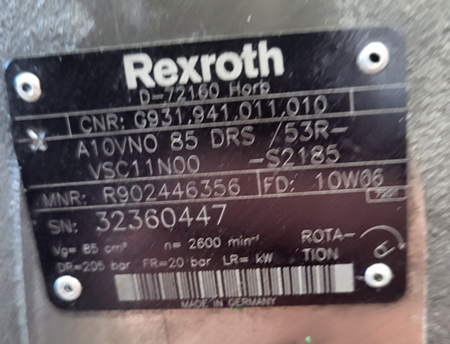 Rexroth
D-72160 Horb
CNR: G931.941.011.010
A10VNO 85 DRS /53R-
VSC11N00 -S2185
MNR: R902446356 FD: 10W06
SN: 32360447
Vg= 85 cm³ n= 2600 min⁻¹ ROTA-
DR=205 bar FR=20 bar LR= kW TION
MADE IN GERMANY